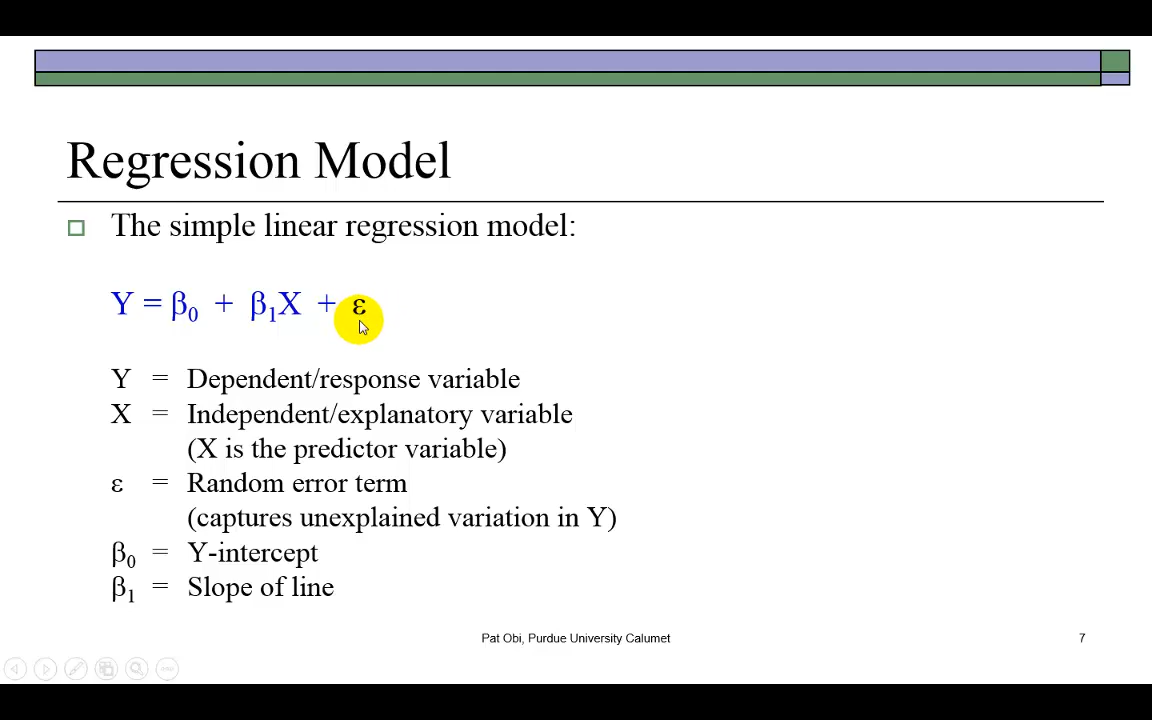 Regression Model
The simple linear regression model:
Y = β₀ + β₁X + ε
Y = Dependent/response variable
X = Independent/explanatory variable
(X is the predictor variable)
ε = Random error term
(captures unexplained variation in Y)
β₀ = Y-intercept
β₁ = Slope of line
Pat Obi, Purdue University Calumet
7